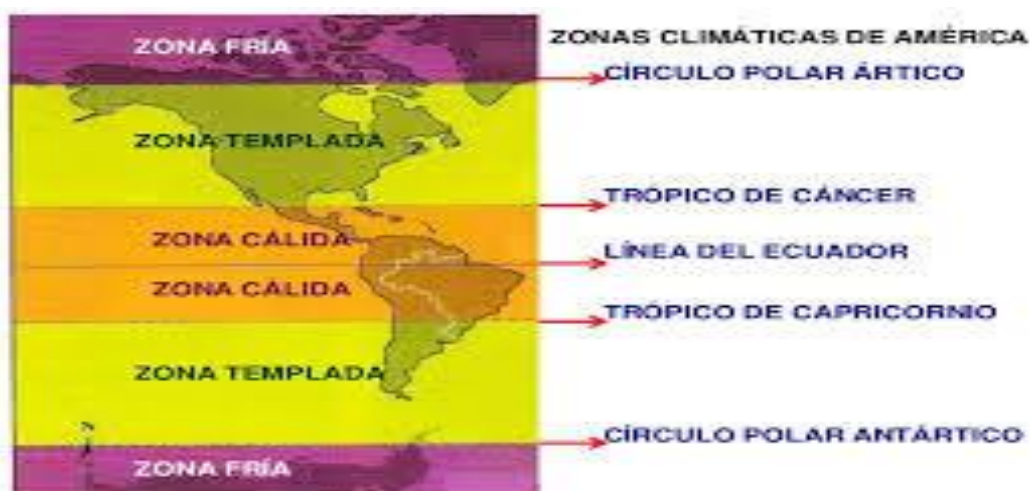 ZONA FRÍA
ZONAS CLIMÁTICAS DE AMÉRICA
CÍRCULO POLAR ÁRTICO
ZONA TEMPLADA
TRÓPICO DE CÁNCER
ZONA CÁLIDA
LÍNEA DEL ECUADOR
ZONA CÁLIDA
TRÓPICO DE CAPRICORNIO
ZONA TEMPLADA
CÍRCULO POLAR ANTÁRTICO
ZONA FRÍA